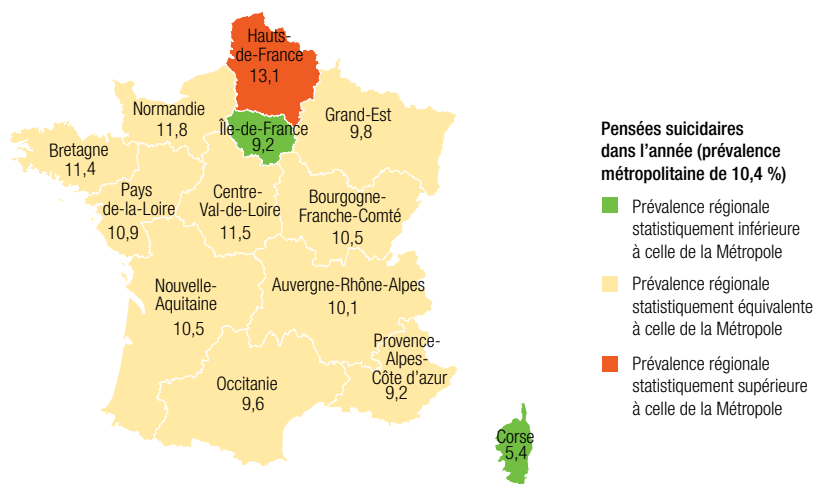 Hauts-
de-France
13,1
Normandie
11,8
Île-de-France
9,2
Grand-Est
9,8
Bretagne
11,4
Pays
de-la-Loire
10,9
Centre-
Val-de-Loire
11,5
Bourgogne-
Franche-Comté
10,5
Nouvelle-
Aquitaine
10,5
Auvergne-Rhône-Alpes
10,1
Provence-
Alpes-
Côte d'azur
9,2
Occitanie
9,6
Corse
5,4
Pensées suicidaires
dans l'année (prévalence
métropolitaine de 10,4 %)
Prévalence régionale
statistiquement inférieure
à celle de la Métropole
Prévalence régionale
statistiquement équivalente
à celle de la Métropole
Prévalence régionale
statistiquement supérieure
à celle de la Métropole